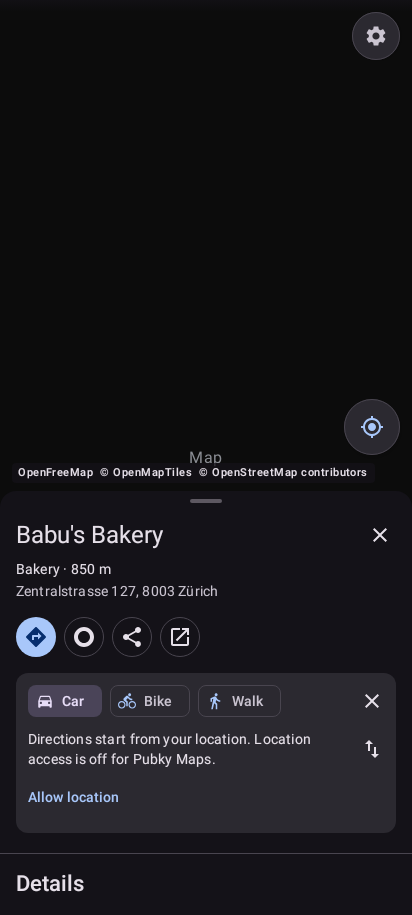 Map
OpenFreeMap © OpenMapTiles © OpenStreetMap contributors
Babu's Bakery
Bakery · 850 m
Zentralstrasse 127, 8003 Zürich
Car Bike Walk
Directions start from your location. Location
access is off for Pubky Maps.
Allow location
Details